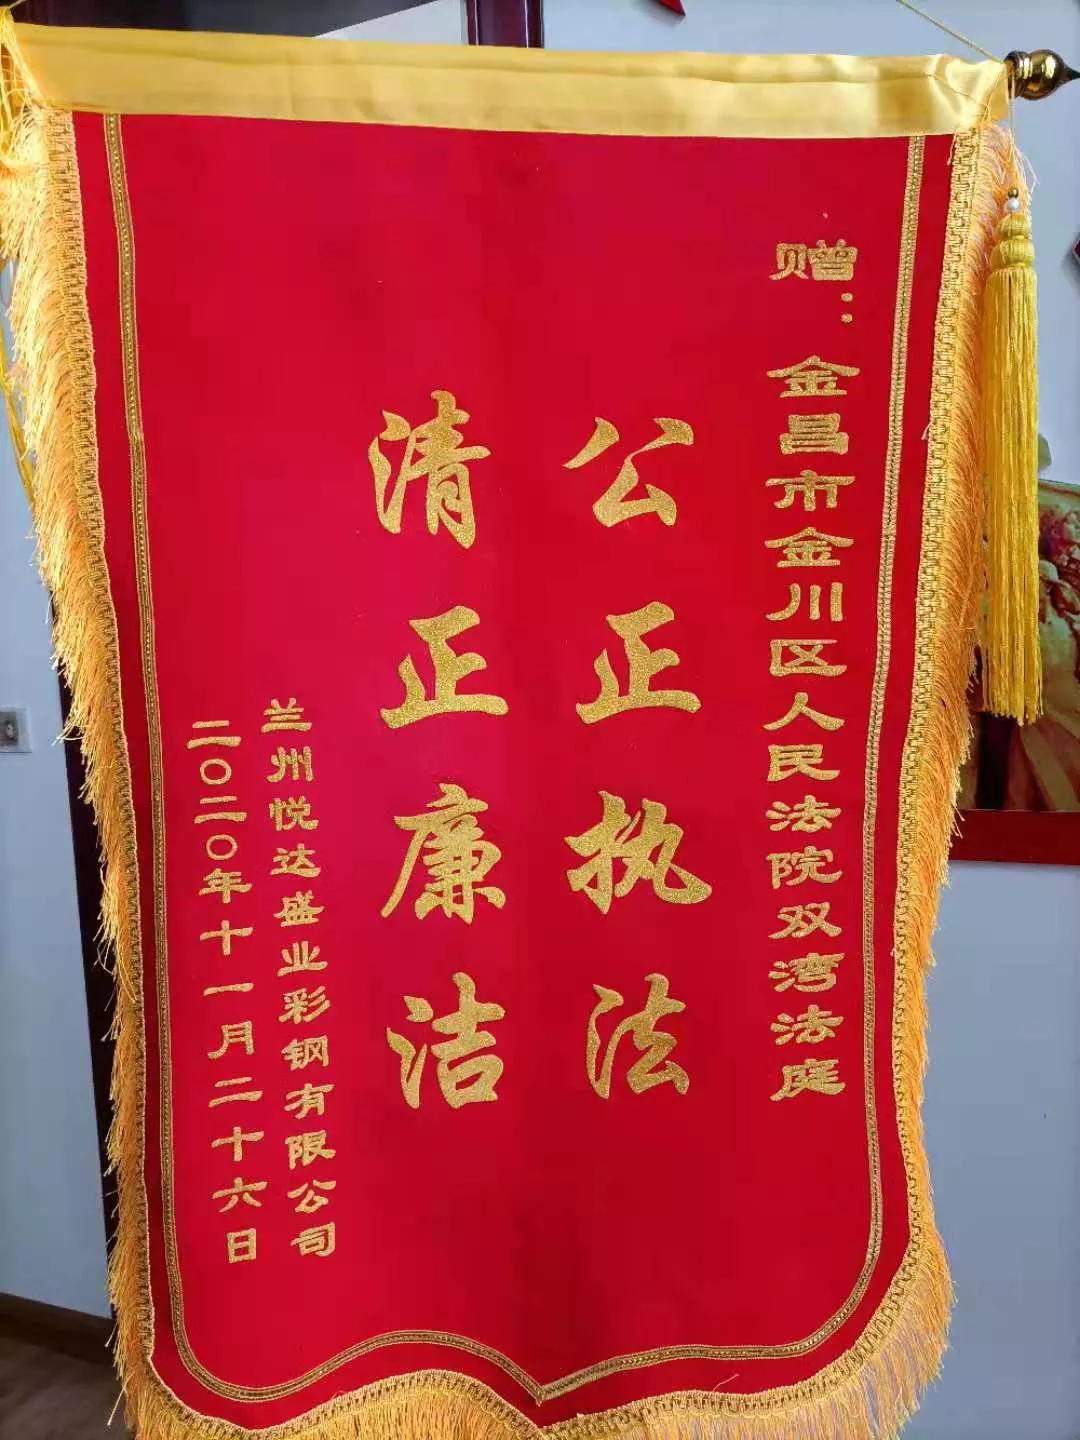 赠：金昌市金川区人民法院双湾法庭
公正执法
清正廉洁
兰州悦达盛业彩钢有限公司
二〇二〇年十一月二十六日